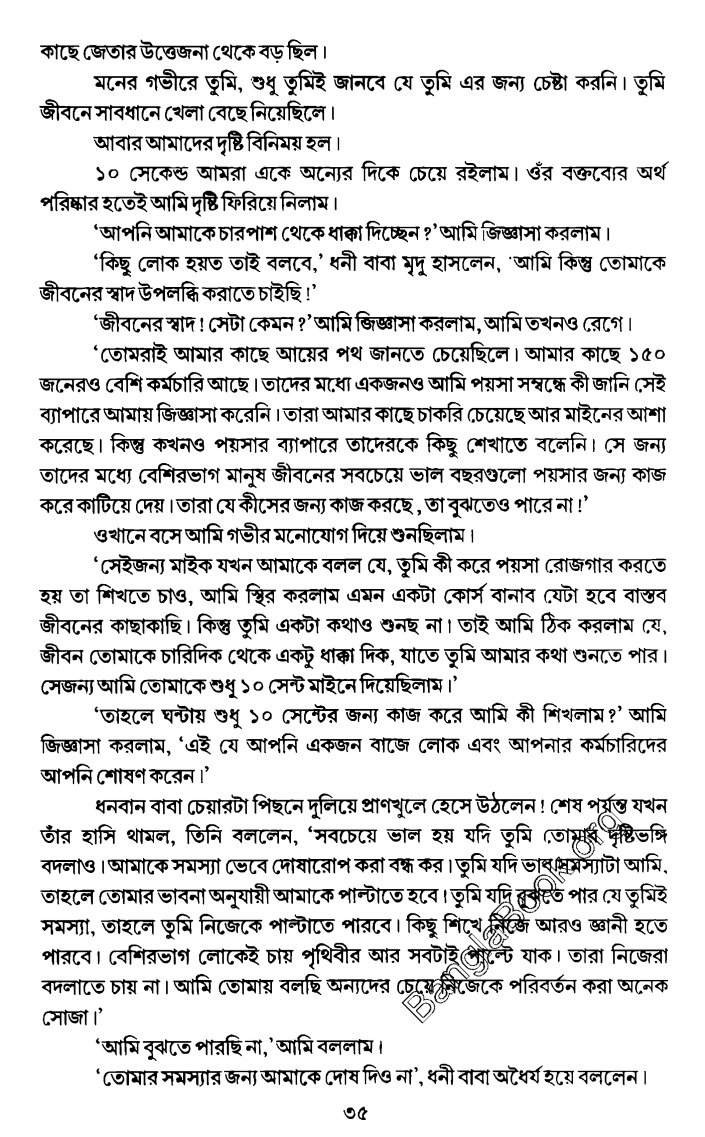 কাছে জেতার উত্তেজনা থেকে বড় ছিল।
মনের গভীরে তুমি, শুধু তুমিই জানবে যে তুমি এর জন্য চেষ্টা করনি। তুমি
জীবনে সাবধানে খেলা বেছে নিয়েছিলে।
আবার আমাদের দৃষ্টি বিনিময় হল।
১০ সেকেন্ড আমরা একে অন্যের দিকে চেয়ে রইলাম। ওঁর বক্তব্যের অর্থ
পরিষ্কার হতেই আমি দৃষ্টি ফিরিয়ে নিলাম।
‘আপনি আমাকে চারপাশ থেকে ধাক্কা দিচ্ছেন?’ আমি জিজ্ঞাসা করলাম।
‘কিছু লোক হয়ত তাই বলবে,’ ধনী বাবা মৃদু হাসলেন, ‘আমি কিন্তু তোমাকে
জীবনের স্বাদ উপলব্ধি করাতে চাইছি!’
‘জীবনের স্বাদ! সেটা কেমন?’ আমি জিজ্ঞাসা করলাম, আমি তখনও রেগে।
‘তোমরাই আমার কাছে আয়ের পথ জানতে চেয়েছিলে। আমার কাছে ১৫০
জনেরও বেশি কর্মচারি আছে। তাদের মধ্যে একজনও আমি পয়সা সম্বন্ধে কী জানি সেই
ব্যাপারে আমায় জিজ্ঞাসা করেনি। তারা আমার কাছে চাকরি চেয়েছে আর মাইনের আশা
করেছে। কিন্তু কখনও পয়সার ব্যাপারে তাদেরকে কিছু শেখাতে বলেনি। সে জন্য
তাদের মধ্যে বেশিরভাগ মানুষ জীবনের সবচেয়ে ভাল বছরগুলো পয়সার জন্য কাজ
করে কাটিয়ে দেয়। তারা যে কীসের জন্য কাজ করছে , তা বুঝতেও পারে না!’
ওখানে বসে আমি গভীর মনোযোগ দিয়ে শুনছিলাম।
‘সেইজন্য মাইক যখন আমাকে বলল যে, তুমি কী করে পয়সা রোজগার করতে
হয় তা শিখতে চাও, আমি স্থির করলাম এমন একটা কোর্স বানাব যেটা হবে বাস্তব
জীবনের কাছাকাছি। কিন্তু তুমি একটা কথাও শুনছ না। তাই আমি ঠিক করলাম যে,
জীবন তোমাকে চারিদিক থেকে একটু ধাক্কা দিক, যাতে তুমি আমার কথা শুনতে পার।
সেজন্য আমি তোমাকে শুধু ১০ সেন্ট মাইনে দিয়েছিলাম।’
‘তাহলে ঘন্টায় শুধু ১০ সেন্টের জন্য কাজ করে আমি কী শিখলাম?’ আমি
জিজ্ঞাসা করলাম, ‘এই যে আপনি একজন বাজে লোক এবং আপনার কর্মচারিদের
আপনি শোষণ করেন।’
ধনবান বাবা চেয়ারটা পিছনে দুলিয়ে প্রাণখুলে হেসে উঠলেন! শেষ পর্যন্ত যখন
তাঁর হাসি থামল, তিনি বললেন, ‘সবচেয়ে ভাল হয় যদি তুমি তোমার দৃষ্টিভঙ্গি
বদলাও। আমাকে সমস্যা ভেবে দোষারোপ করা বন্ধ কর। তুমি যদি ভাব সমস্যাটা আমি,
তাহলে তোমার ভাবনা অনুযায়ী আমাকে পাল্টাতে হবে। তুমি যদি বুঝতে পার যে তুমিই
সমস্যা, তাহলে তুমি নিজেকে পাল্টাতে পারবে। কিছু শিখে নিজে আরও জ্ঞানী হতে
পারবে। বেশিরভাগ লোকেই চায় পৃথিবীর আর সবটাই পাল্টে যাক। তারা নিজেরা
বদলাতে চায় না। আমি তোমায় বলছি অন্যদের চেয়ে নিজেকে পরিবর্তন করা অনেক
সোজা।’
‘আমি বুঝতে পারছি না,’ আমি বললাম।
‘তোমার সমস্যার জন্য আমাকে দোষ দিও না’, ধনী বাবা অধৈর্য হয়ে বললেন।
৩৫
BanglaBook.org